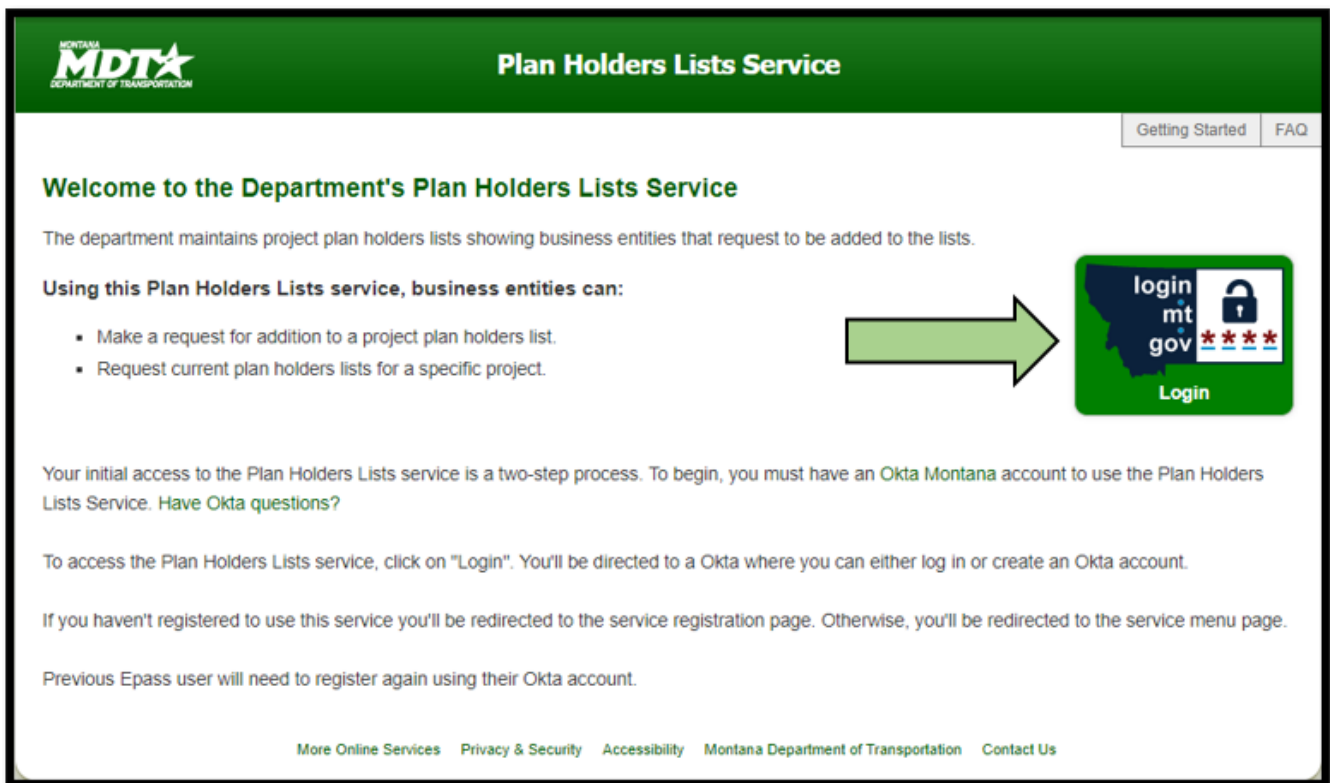 MONTANA
MDT
DEPARTMENT OF TRANSPORTATION
Plan Holders Lists Service
Getting Started FAQ
Welcome to the Department's Plan Holders Lists Service
The department maintains project plan holders lists showing business entities that request to be added to the lists.
Using this Plan Holders Lists service, business entities can:
▪ Make a request for addition to a project plan holders list.
▪ Request current plan holders lists for a specific project.
login
mt
gov ****
Login
Your initial access to the Plan Holders Lists service is a two-step process. To begin, you must have an Okta Montana account to use the Plan Holders
Lists Service. Have Okta questions?
To access the Plan Holders Lists service, click on "Login". You'll be directed to a Okta where you can either log in or create an Okta account.
If you haven't registered to use this service you'll be redirected to the service registration page. Otherwise, you'll be redirected to the service menu page.
Previous Epass user will need to register again using their Okta account.
More Online Services Privacy & Security Accessibility Montana Department of Transportation Contact Us